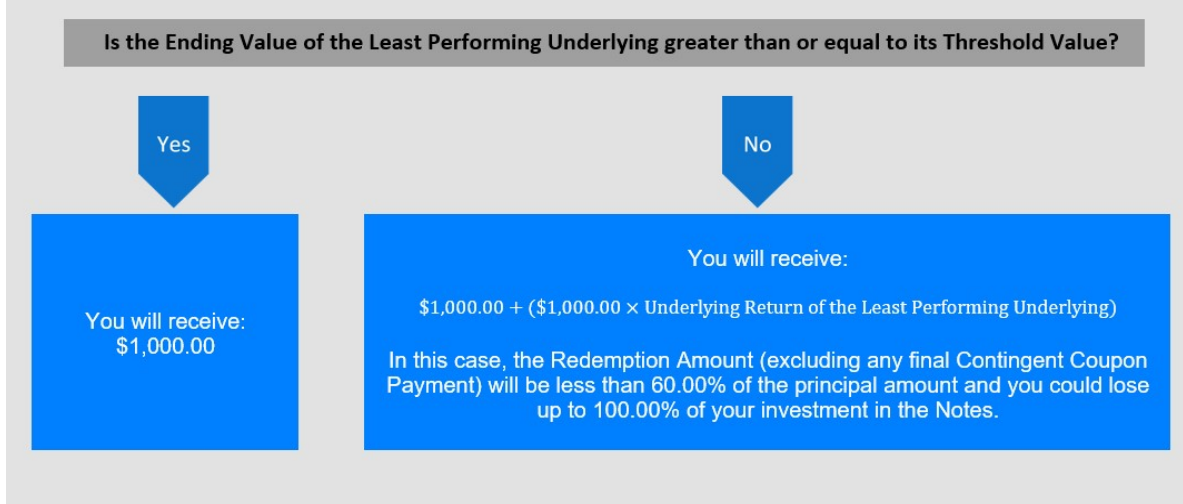 Is the Ending Value of the Least Performing Underlying greater than or equal to its Threshold Value?
Yes
No
You will receive:
$1,000.00
You will receive:
$1,000.00 + ($1,000.00 × Underlying Return of the Least Performing Underlying)
In this case, the Redemption Amount (excluding any final Contingent Coupon
Payment) will be less than 60.00% of the principal amount and you could lose
up to 100.00% of your investment in the Notes.